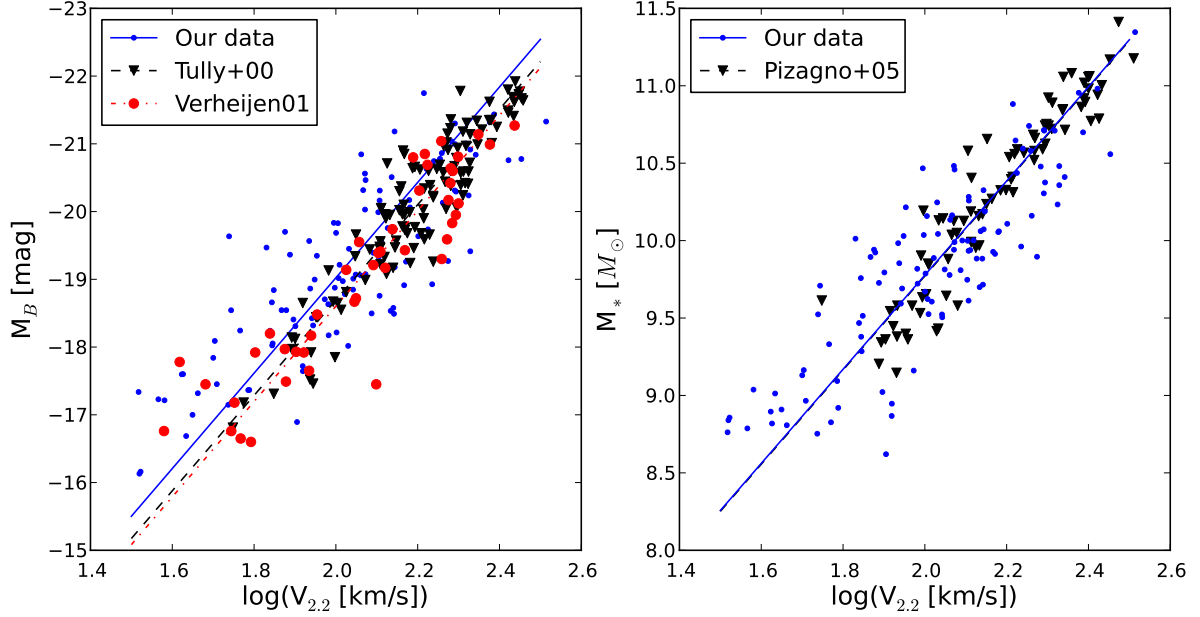 −23
−22
−21
−20
−19
−18
−17
−16
−15
M_B [mag]
Our data
Tully+00
Verheijen01
1.4 1.6 1.8 2.0 2.2 2.4 2.6
log(V_2.2 [km/s])
11.5
11.0
10.5
10.0
9.5
9.0
8.5
8.0
M_* [M_⊙]
Our data
Pizagno+05
1.4 1.6 1.8 2.0 2.2 2.4 2.6
log(V_2.2 [km/s])